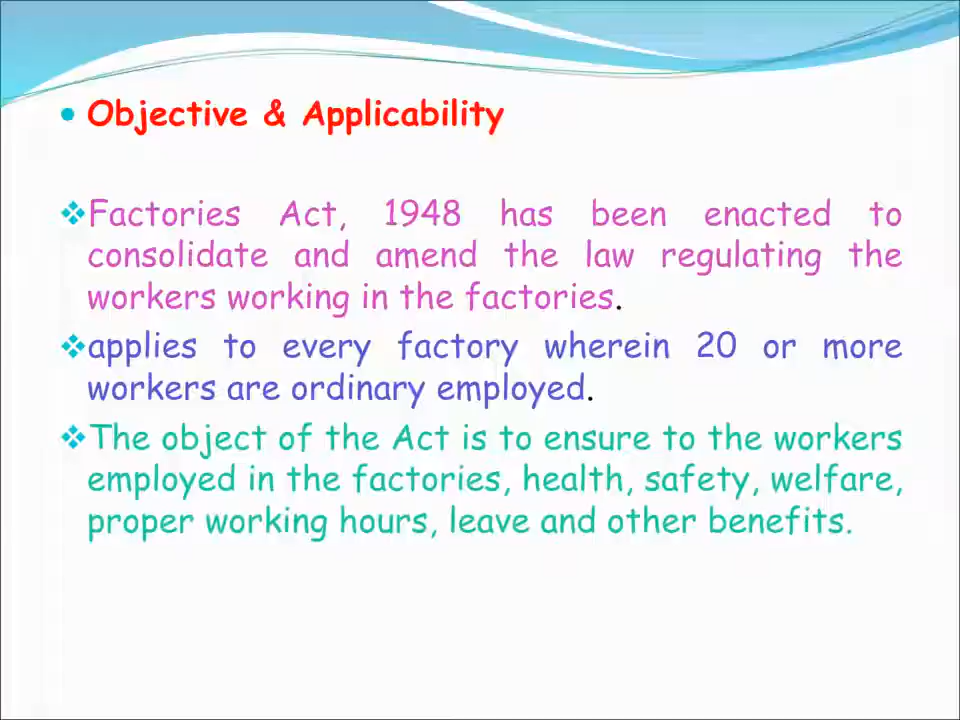 Objective & Applicability
Factories Act, 1948 has been enacted to
consolidate and amend the law regulating the
workers working in the factories.
applies to every factory wherein 20 or more
workers are ordinary employed.
The object of the Act is to ensure to the workers
employed in the factories, health, safety, welfare,
proper working hours, leave and other benefits.